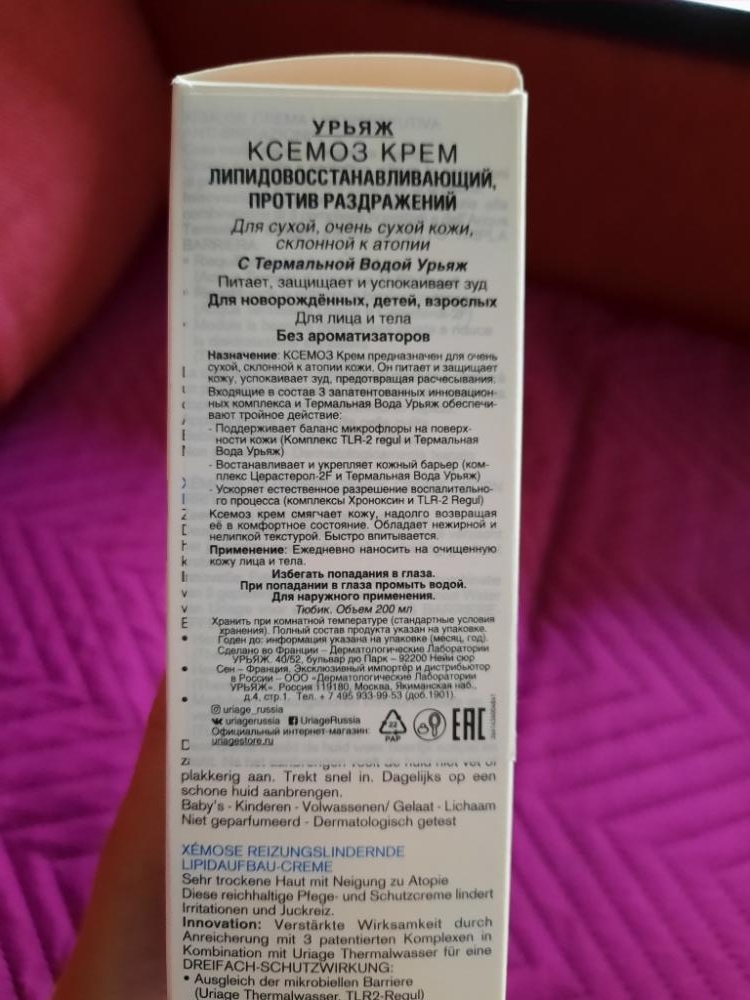 УРЬЯЖ
КСЕМОЗ КРЕМ
ЛИПИДОВОССТАНАВЛИВАЮЩИЙ,
ПРОТИВ РАЗДРАЖЕНИЙ
Для сухой, очень сухой кожи,
склонной к атопии
С Термальной Водой Урьяж
Питает, защищает и успокаивает зуд
Для новорождённых, детей, взрослых
Для лица и тела
Без ароматизаторов
Назначение: КСЕМОЗ Крем предназначен для очень
сухой, склонной к атопии кожи. Он питает и защищает
кожу, успокаивает зуд, предотвращая расчесывания.
Входящие в состав 3 запатентованных инновацион-
ных комплекса и Термальная Вода Урьяж обеспечи-
вают тройное действие:
- Поддерживает баланс микрофлоры на поверх-
ности кожи (Комплекс TLR-2 regul и Термальная
Вода Урьяж)
- Востанавливает и укрепляет кожный барьер (ком-
плекс Церастерол-2F и Термальная Вода Урьяж)
- Ускоряет естественное разрешение воспалительно-
го процесса (комплексы Хроноксин и TLR-2 Regul)
Ксемоз крем смягчает кожу, надолго возвращая
её в комфортное состояние. Обладает нежирной и
нелипкой текстурой. Быстро впитывается.
Применение: Ежедневно наносить на очищенную
кожу лица и тела.
Избегать попадания в глаза.
При попадании в глаза промыть водой.
Для наружного применения.
Тюбик. Объем 200 мл
Хранить при комнатной температуре (стандартные условия
хранения). Полный состав продукта указан на упаковке.
Годен до: информация указана на упаковке (месяц, год).
Сделано во Франции – Дерматологические Лаборатории
УРЬЯЖ. 40/52, бульвар дю Парк – 92200 Нейи сюр
Сен – Франция. Эксклюзивный импортёр и дистрибьютор
в России – ООО «Дерматологические Лаборатории
УРЬЯЖ». Россия 119180, Москва, Якиманская наб.,
д.4, стр.1. Тел. + 7 495 933-99-53 (доб.1901).
uriage_russia
uriagerussia UriageRussia
Официальный интернет-магазин:
uriagestore.ru
22
PAP
EAC
plakkerig aan. Trekt snel in. Dagelijks op een
schone huid aanbrengen.
Baby's - Kinderen - Volwassenen/ Gelaat - Lichaam
Niet geparfumeerd - Dermatologisch getest
XÉMOSE REIZUNGSLINDERNDE
LIPIDAUFBAU-CREME
Sehr trockene Haut mit Neigung zu Atopie
Diese reichhaltige Pflege- und Schutzcreme lindert
Irritationen und Juckreiz.
Innovation: Verstärkte Wirksamkeit durch
Anreicherung mit 3 patentierten Komplexen in
Kombination mit Uriage Thermalwasser für eine
DREIFACH-SCHUTZWIRKUNG:
• Ausgleich der mikrobiellen Barriere
(Uriage Thermalwasser, TLR2-Regul)